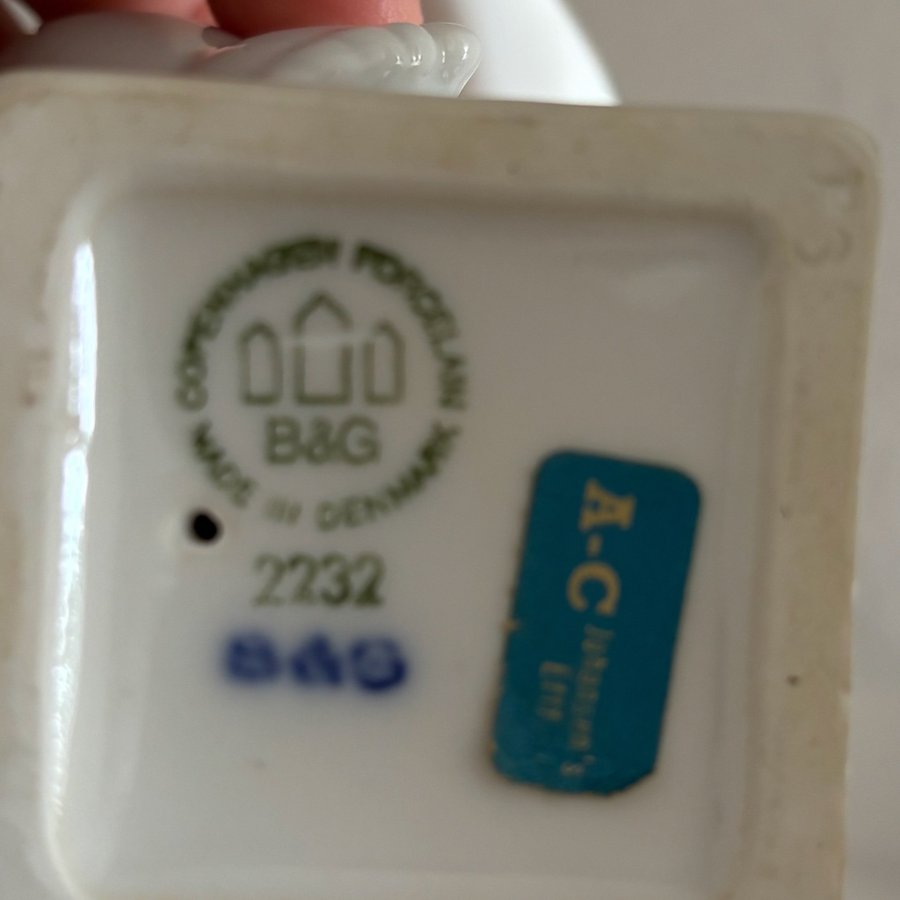 COPENHAGEN PORCELAIN
B&G
MADE IN DENMARK
2232
B&G
A-C